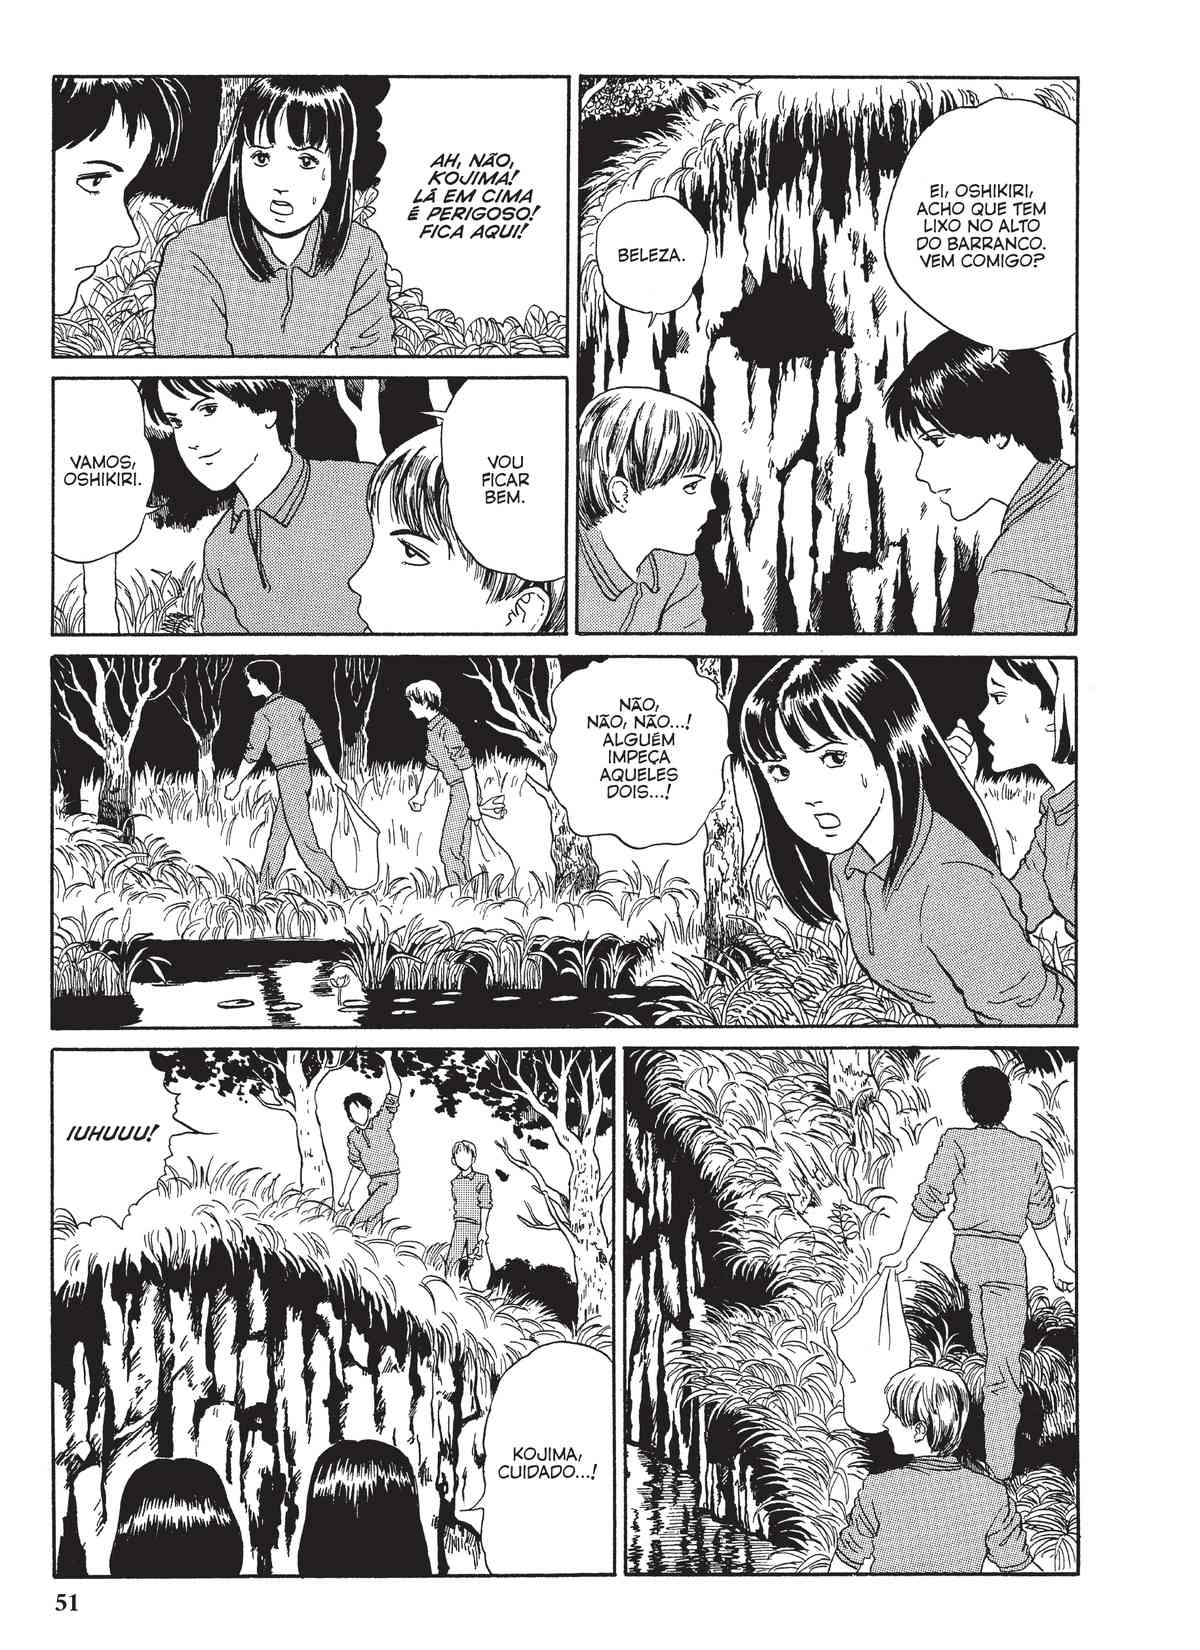 EI, OSHIKIRI,
ACHO QUE TEM
LIXO NO ALTO
DO BARRANCO.
VEM COMIGO?
BELEZA.
AH, NÃO,
KOJIMA!
LÁ EM CIMA
É PERIGOSO!
FICA AQUI!
VOU
FICAR
BEM.
VAMOS,
OSHIKIRI.
NÃO,
NÃO, NÃO...!
ALGUÉM
IMPEÇA
AQUELES
DOIS...!
IUHUUU!
KOJIMA,
CUIDADO...!
51